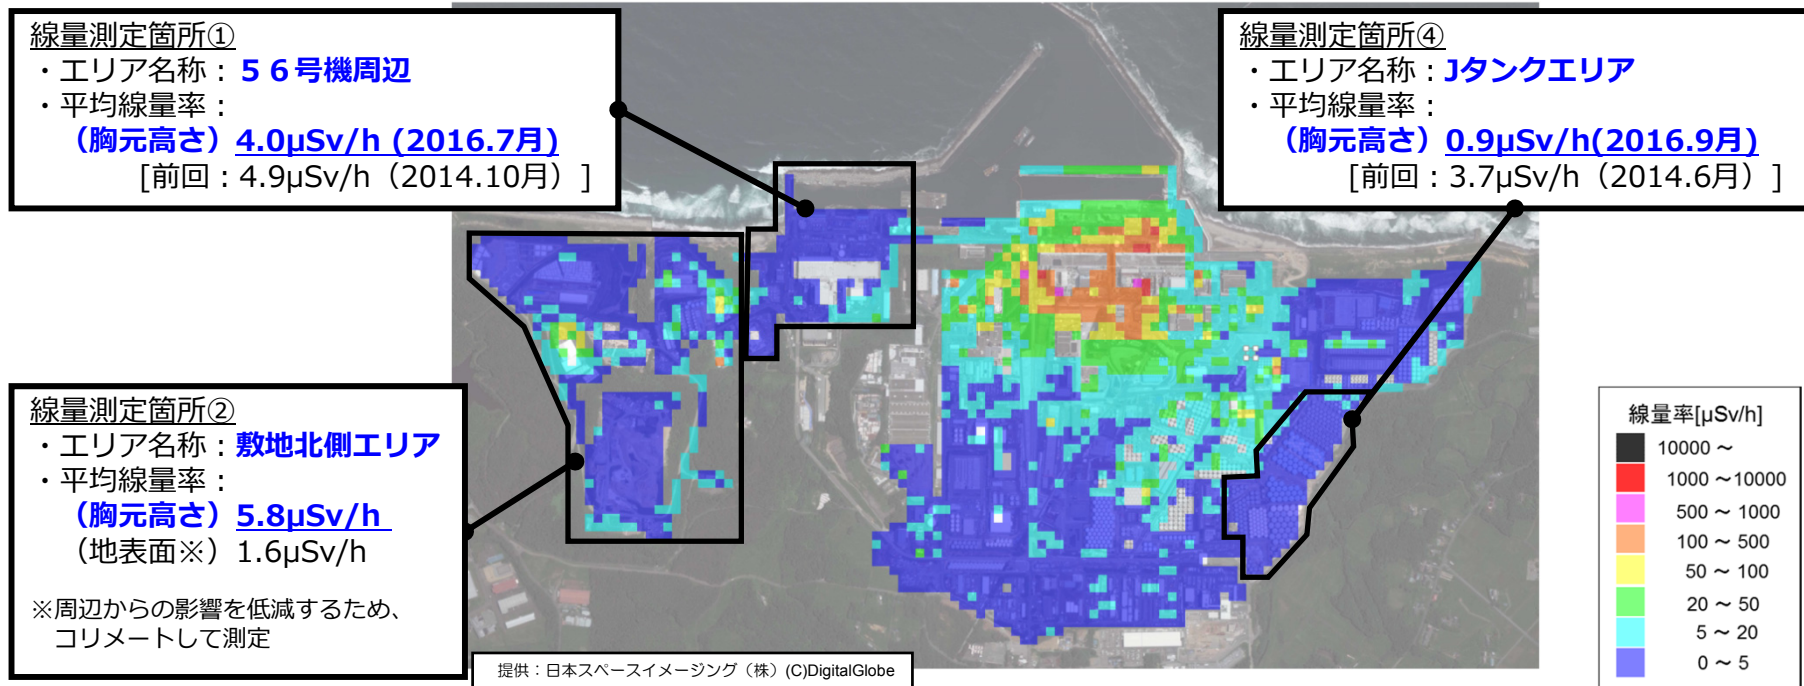 線量測定箇所①
・エリア名称：５６号機周辺
・平均線量率：
（胸元高さ）4.0μSv/h (2016.7月)
[前回：4.9μSv/h（2014.10月）]
線量測定箇所④
・エリア名称：Jタンクエリア
・平均線量率：
（胸元高さ）0.9μSv/h(2016.9月)
[前回：3.7μSv/h（2014.6月）]
線量測定箇所②
・エリア名称：敷地北側エリア
・平均線量率：
（胸元高さ）5.8μSv/h
（地表面※）1.6μSv/h
※周辺からの影響を低減するため、
コリメートして測定
線量率[μSv/h]
10000 ～
1000 ～10000
500 ～ 1000
100 ～ 500
50 ～ 100
20 ～ 50
5 ～ 20
0 ～ 5
提供：日本スペースイメージング（株）(C)DigitalGlobe